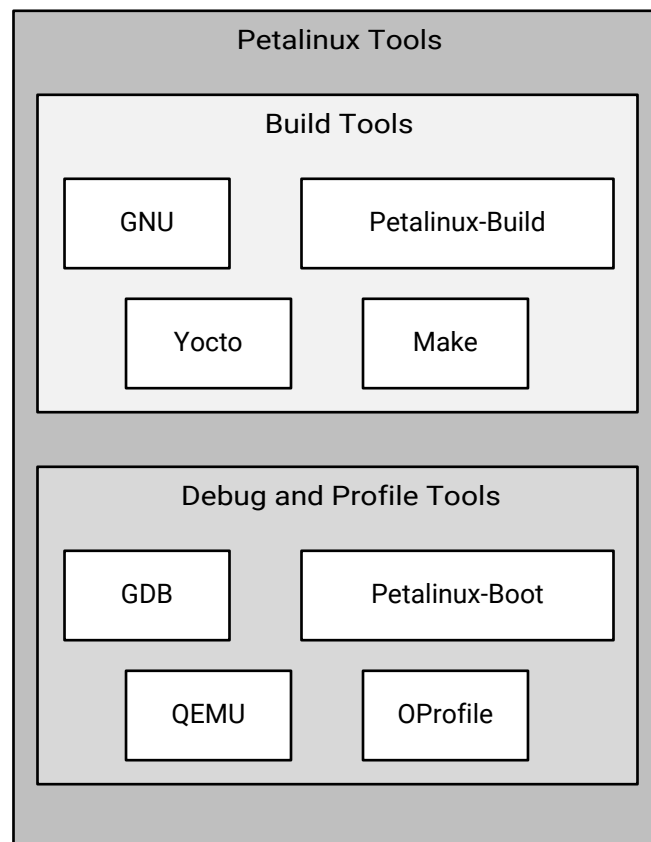 Petalinux Tools
Build Tools
GNU
Petalinux-Build
Yocto
Make
Debug and Profile Tools
GDB
Petalinux-Boot
QEMU
OProfile